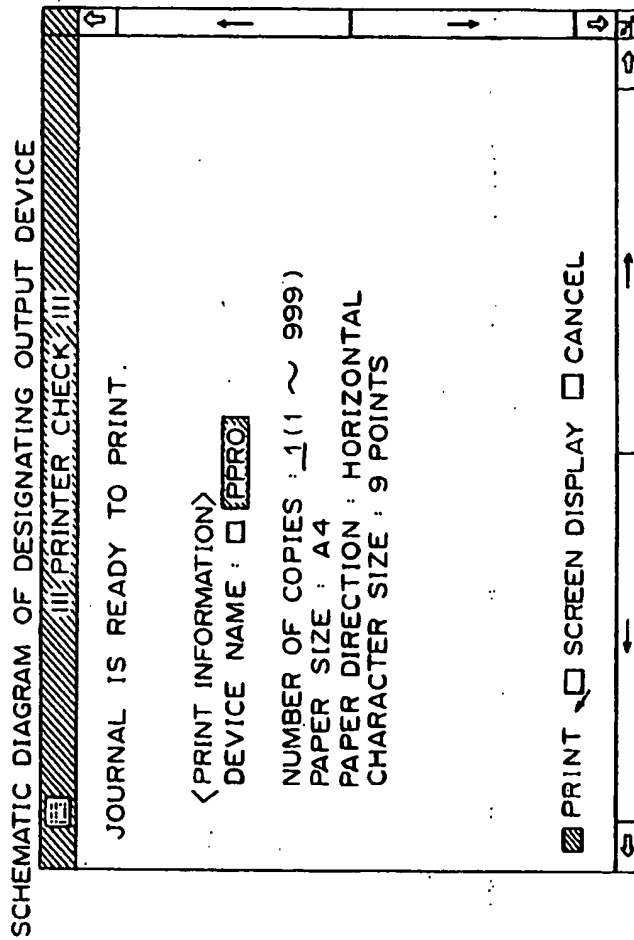 SCHEMATIC DIAGRAM OF DESIGNATING OUTPUT DEVICE
PRINTER CHECK
JOURNAL IS READY TO PRINT.
<PRINT INFORMATION>
DEVICE NAME : □ PPRO
NUMBER OF COPIES : 1 (1 ~ 999)
PAPER SIZE : A4
PAPER DIRECTION : HORIZONTAL
CHARACTER SIZE : 9 POINTS
PRINT □ SCREEN DISPLAY □ CANCEL